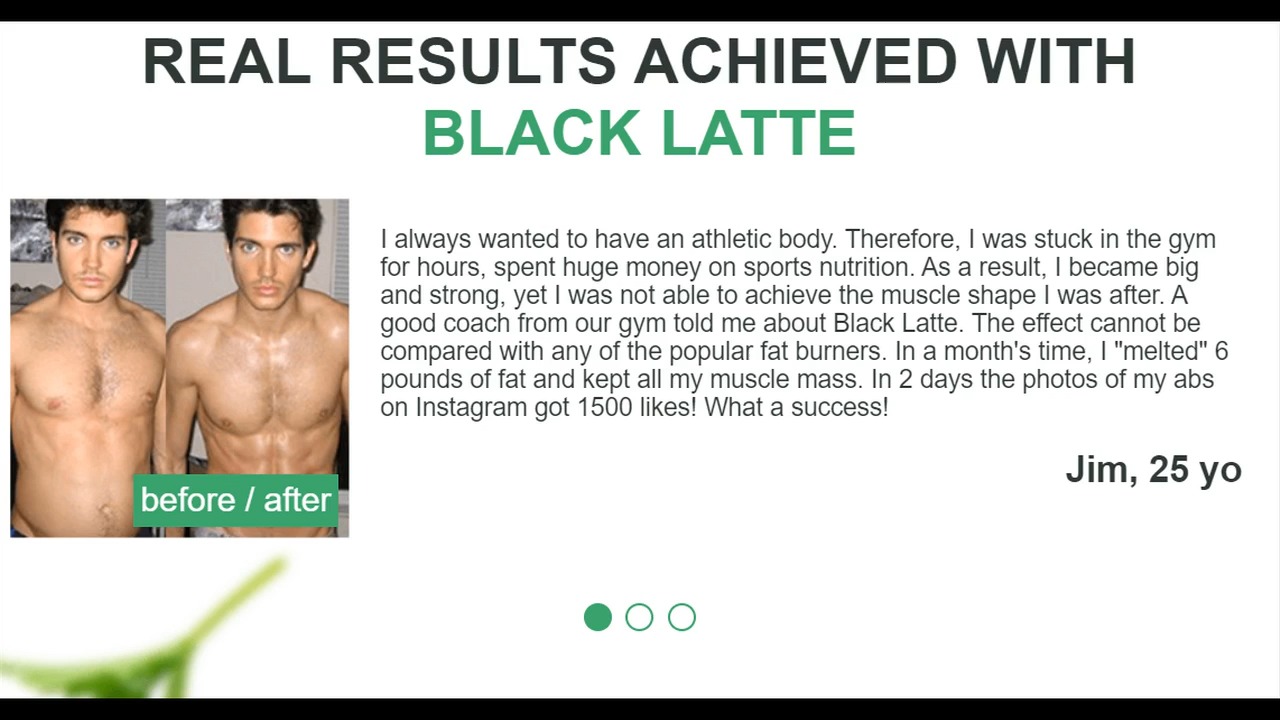 REAL RESULTS ACHIEVED WITH
BLACK LATTE
I always wanted to have an athletic body. Therefore, I was stuck in the gym
for hours, spent huge money on sports nutrition. As a result, I became big
and strong, yet I was not able to achieve the muscle shape I was after. A
good coach from our gym told me about Black Latte. The effect cannot be
compared with any of the popular fat burners. In a month's time, I "melted" 6
pounds of fat and kept all my muscle mass. In 2 days the photos of my abs
on Instagram got 1500 likes! What a success!
Jim, 25 yo
before / after